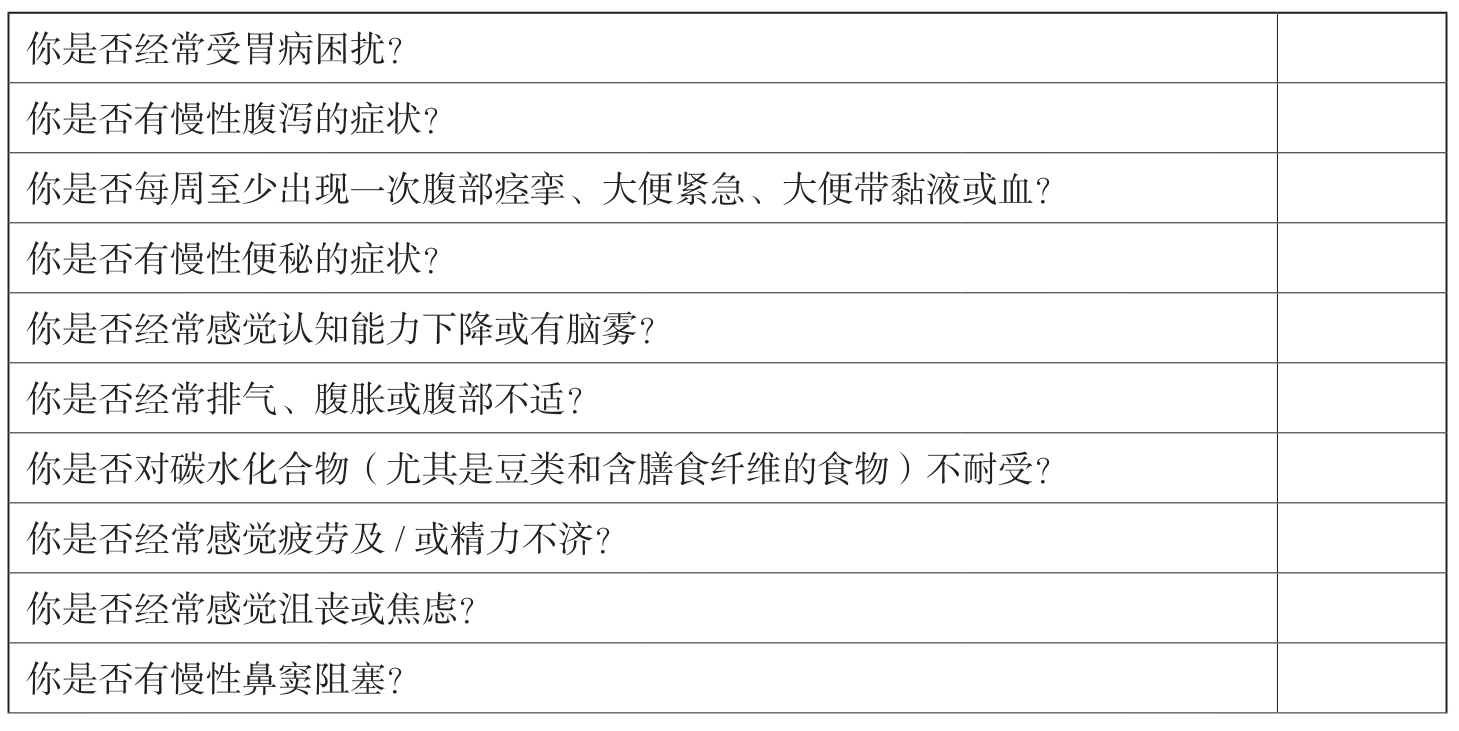 你是否经常受胃病困扰？
你是否有慢性腹泻的症状？
你是否每周至少出现一次腹部痉挛、大便紧急、大便带黏液或血？
你是否有慢性便秘的症状？
你是否经常感觉认知能力下降或有脑雾？
你是否经常排气、腹胀或腹部不适？
你是否对碳水化合物（尤其是豆类和含膳食纤维的食物）不耐受？
你是否经常感觉疲劳及 / 或精力不济？
你是否经常感觉沮丧或焦虑？
你是否有慢性鼻窦阻塞？